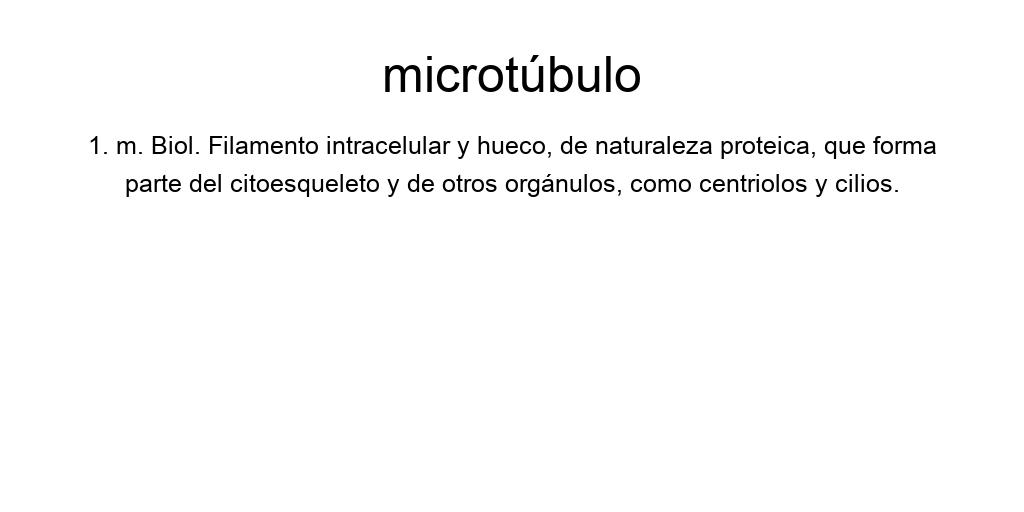 microtúbulo
1. m. Biol. Filamento intracelular y hueco, de naturaleza proteica, que forma
parte del citoesqueleto y de otros orgánulos, como centriolos y cilios.